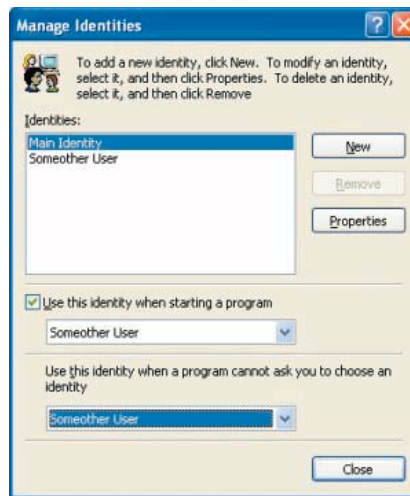 Manage Identities
To add a new identity, click New. To modify an identity,
select it, and then click Properties. To delete an identity,
select it, and then click Remove
Identities:
Main Identity
Someother User
New
Remove
Properties
Use this identity when starting a program
Someother User
Use this identity when a program cannot ask you to choose an
identity
Someother User
Close